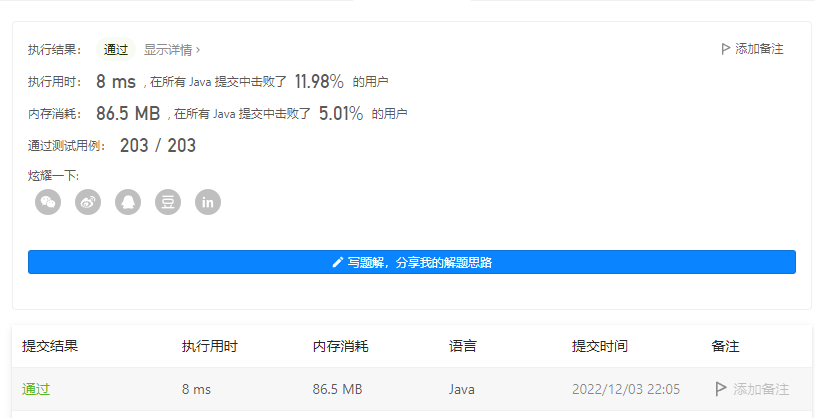 执行结果： 通过 显示详情 › 添加备注
执行用时： 8 ms , 在所有 Java 提交中击败了 11.98% 的用户
内存消耗： 86.5 MB , 在所有 Java 提交中击败了 5.01% 的用户
通过测试用例： 203 / 203
炫耀一下:
豆 in
写题解，分享我的解题思路
提交结果 执行用时 内存消耗 语言 提交时间 备注
通过 8 ms 86.5 MB Java 2022/12/03 22:05 添加备注